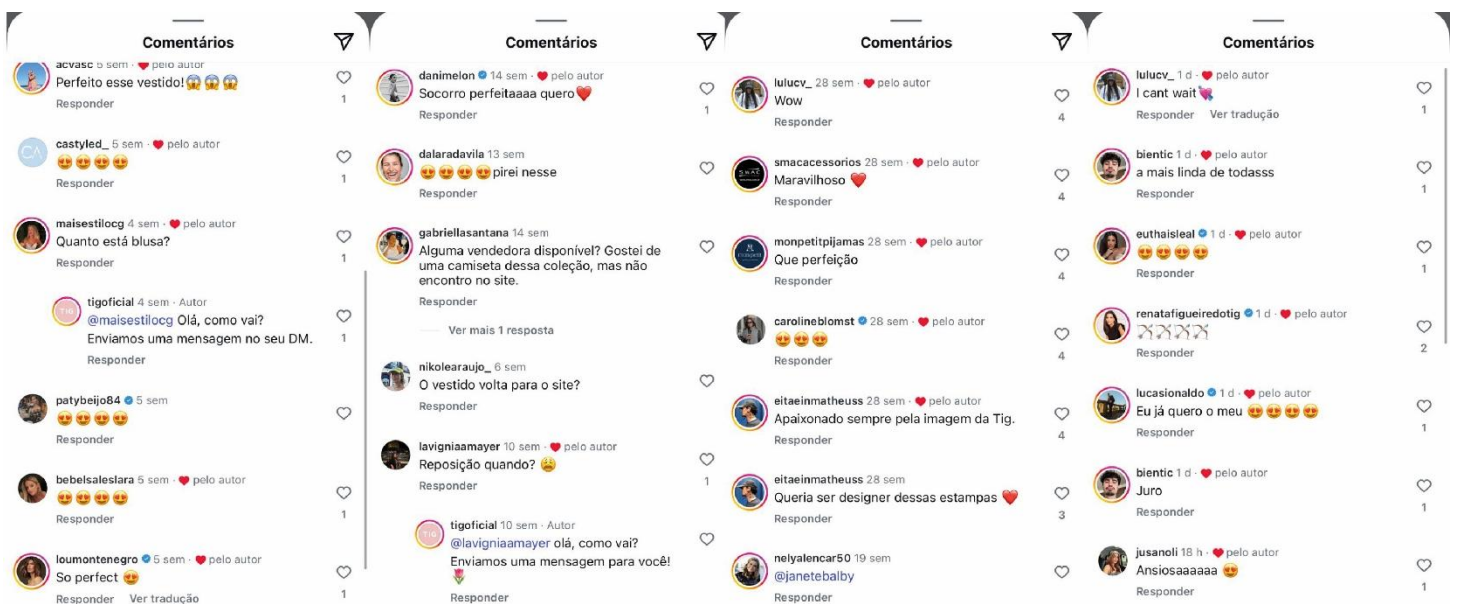 Comentários
acvasc 5 sem · ❤️ pelo autor
Perfeito esse vestido!😱😱😱
Responder
1
castyled_ 5 sem · ❤️ pelo autor
😍😍😍😍
Responder
1
maisestilocg 4 sem · ❤️ pelo autor
Quanto está blusa?
Responder
1
tigoficial 4 sem · Autor
@maisestilocg Olá, como vai?
Enviamos uma mensagem no seu DM.
Responder
1
patybeijo84 5 sem
😍😍😍😍
Responder
bebelsaleslara 5 sem · ❤️ pelo autor
😍😍😍😍
Responder
1
loumontenegro 5 sem · ❤️ pelo autor
So perfect 😍
Responder Ver tradução
1
Comentários
danimelon 14 sem · ❤️ pelo autor
Socorro perfeitaaaa quero❤️
Responder
1
dalaradavila 13 sem
😍😍😍😍pirei nesse
Responder
gabriellasantana 14 sem
Alguma vendedora disponível? Gostei de
uma camiseta dessa coleção, mas não
encontro no site.
Responder
Ver mais 1 resposta
nikolearaujo_ 6 sem
O vestido volta para o site?
Responder
lavigniaamayer 10 sem · ❤️ pelo autor
Reposição quando? 😩
Responder
1
tigoficial 10 sem · Autor
@lavigniaamayer olá, como vai?
Enviamos uma mensagem para você!
🌷
Responder
Comentários
lulucv_ 28 sem · ❤️ pelo autor
Wow
Responder
4
smacacessorios 28 sem · ❤️ pelo autor
Maravilhoso ❤️
Responder
4
monpetitpijamas 28 sem · ❤️ pelo autor
Que perfeição
Responder
4
carolineblomst 28 sem · ❤️ pelo autor
😍😍😍
Responder
4
eitaeinmatheuss 28 sem · ❤️ pelo autor
Apaixonado sempre pela imagem da Tig.
Responder
4
eitaeinmatheuss 28 sem
Queria ser designer dessas estampas ❤️
Responder
3
nelyalencar50 19 sem
@janetebalby
Responder
Comentários
lulucv_ 1 d · ❤️ pelo autor
I cant wait💘
Responder Ver tradução
1
bientic 1 d · ❤️ pelo autor
a mais linda de todasss
Responder
1
euthaisleal 1 d · ❤️ pelo autor
😍😍😍😍
Responder
1
renatafigueiredotig 1 d · ❤️ pelo autor
🏹🏹🏹🏹
Responder
2
lucasionaldo 1 d · ❤️ pelo autor
Eu já quero o meu 😍😍😍😍
Responder
1
bientic 1 d · ❤️ pelo autor
Juro
Responder
1
jusanoli 18 h · ❤️ pelo autor
Ansiosaaaaaa 😍
Responder
1